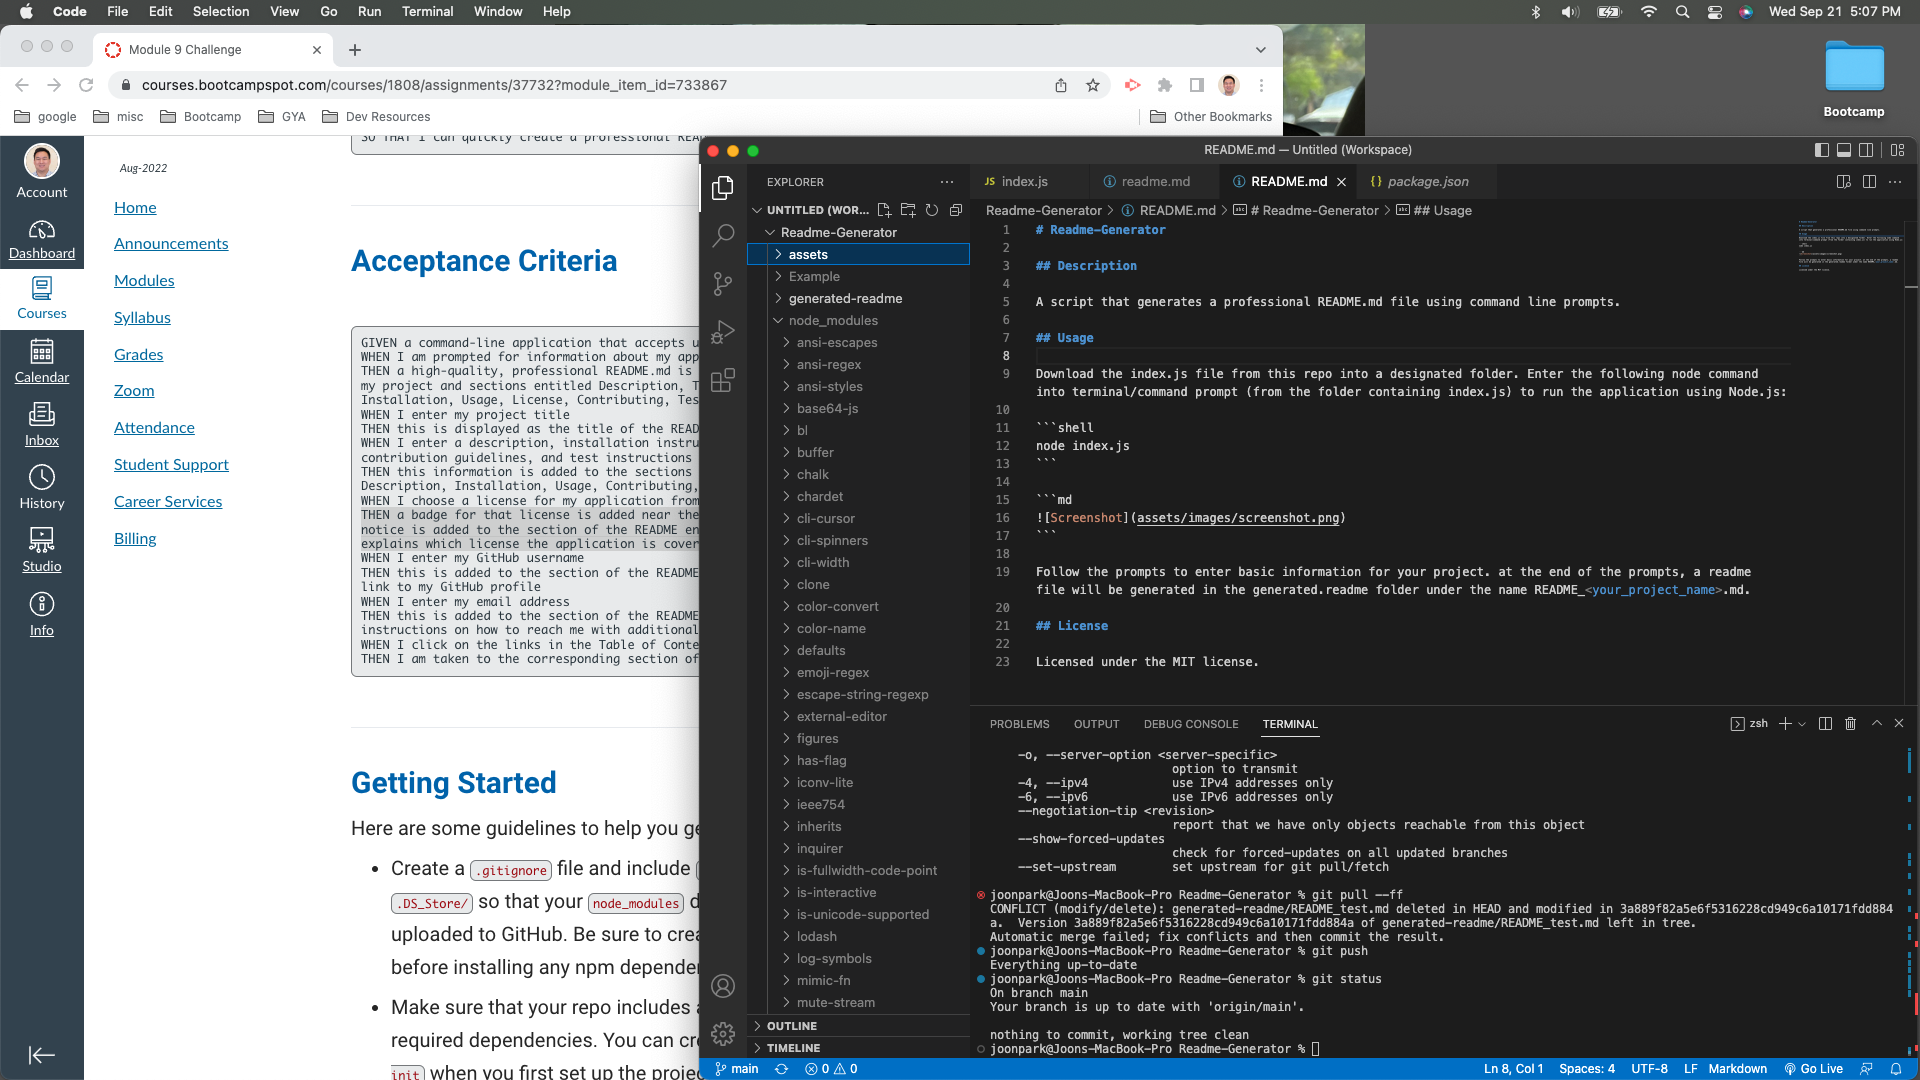 Code File Edit Selection View Go Run Terminal Window Help
Wed Sep 21 5:07 PM
Module 9 Challenge
courses.bootcampspot.com/courses/1808/assignments/37732?module_item_id=733867
google misc Bootcamp GYA Dev Resources Other Bookmarks
Bootcamp
Account
Dashboard
Courses
Calendar
Inbox
History
Studio
Info
Aug-2022
Home
Announcements
Modules
Syllabus
Grades
Zoom
Attendance
Student Support
Career Services
Billing
SO THAT I can quickly create a professional REA
Acceptance Criteria
GIVEN a command-line application that accepts u
WHEN I am prompted for information about my app
THEN a high-quality, professional README.md is
my project and sections entitled Description, T
Installation, Usage, License, Contributing, Tes
WHEN I enter my project title
THEN this is displayed as the title of the READ
WHEN I enter a description, installation instru
contribution guidelines, and test instructions
THEN this information is added to the sections
Description, Installation, Usage, Contributing,
WHEN I choose a license for my application from
THEN a badge for that license is added near the
notice is added to the section of the README en
explains which license the application is cover
WHEN I enter my GitHub username
THEN this is added to the section of the README
link to my GitHub profile
WHEN I enter my email address
THEN this is added to the section of the README
instructions on how to reach me with additional
WHEN I click on the links in the Table of Conte
THEN I am taken to the corresponding section of
Getting Started
Here are some guidelines to help you ge
Create a .gitignore file and include
.DS_Store/ so that your node_modules d
uploaded to GitHub. Be sure to crea
before installing any npm depende
Make sure that your repo includes a
required dependencies. You can cr
init when you first set up the proje
README.md — Untitled (Workspace)
EXPLORER
UNTITLED (WOR...
Readme-Generator
assets
Example
generated-readme
node_modules
ansi-escapes
ansi-regex
ansi-styles
base64-js
bl
buffer
chalk
chardet
cli-cursor
cli-spinners
cli-width
clone
color-convert
color-name
defaults
emoji-regex
escape-string-regexp
external-editor
figures
has-flag
iconv-lite
ieee754
inherits
inquirer
is-fullwidth-code-point
is-interactive
is-unicode-supported
lodash
log-symbols
mimic-fn
mute-stream
OUTLINE
TIMELINE
JS index.js readme.md README.md {} package.json
Readme-Generator > README.md > # Readme-Generator > ## Usage
1 # Readme-Generator
2
3 ## Description
4
5 A script that generates a professional README.md file using command line prompts.
6
7 ## Usage
8
9 Download the index.js file from this repo into a designated folder. Enter the following node command
into terminal/command prompt (from the folder containing index.js) to run the application using Node.js:
10
11 ```shell
12 node index.js
13 ```
14
15 ```md
16 ![Screenshot](assets/images/screenshot.png)
17 ```
18
19 Follow the prompts to enter basic information for your project. at the end of the prompts, a readme
file will be generated in the generated.readme folder under the name README_<your_project_name>.md.
20
21 ## License
22
23 Licensed under the MIT license.
PROBLEMS OUTPUT DEBUG CONSOLE TERMINAL zsh
-o, --server-option <server-specific>
option to transmit
-4, --ipv4 use IPv4 addresses only
-6, --ipv6 use IPv6 addresses only
--negotiation-tip <revision>
report that we have only objects reachable from this object
--show-forced-updates
check for forced-updates on all updated branches
--set-upstream set upstream for git pull/fetch
joonpark@Joons-MacBook-Pro Readme-Generator % git pull --ff
CONFLICT (modify/delete): generated-readme/README_test.md deleted in HEAD and modified in 3a889f82a5e6f5316228cd949c6a10171fdd884
a. Version 3a889f82a5e6f5316228cd949c6a10171fdd884a of generated-readme/README_test.md left in tree.
Automatic merge failed; fix conflicts and then commit the result.
joonpark@Joons-MacBook-Pro Readme-Generator % git push
Everything up-to-date
joonpark@Joons-MacBook-Pro Readme-Generator % git status
On branch main
Your branch is up to date with 'origin/main'.
nothing to commit, working tree clean
joonpark@Joons-MacBook-Pro Readme-Generator %
main 0 0 Ln 8, Col 1 Spaces: 4 UTF-8 LF Markdown Go Live